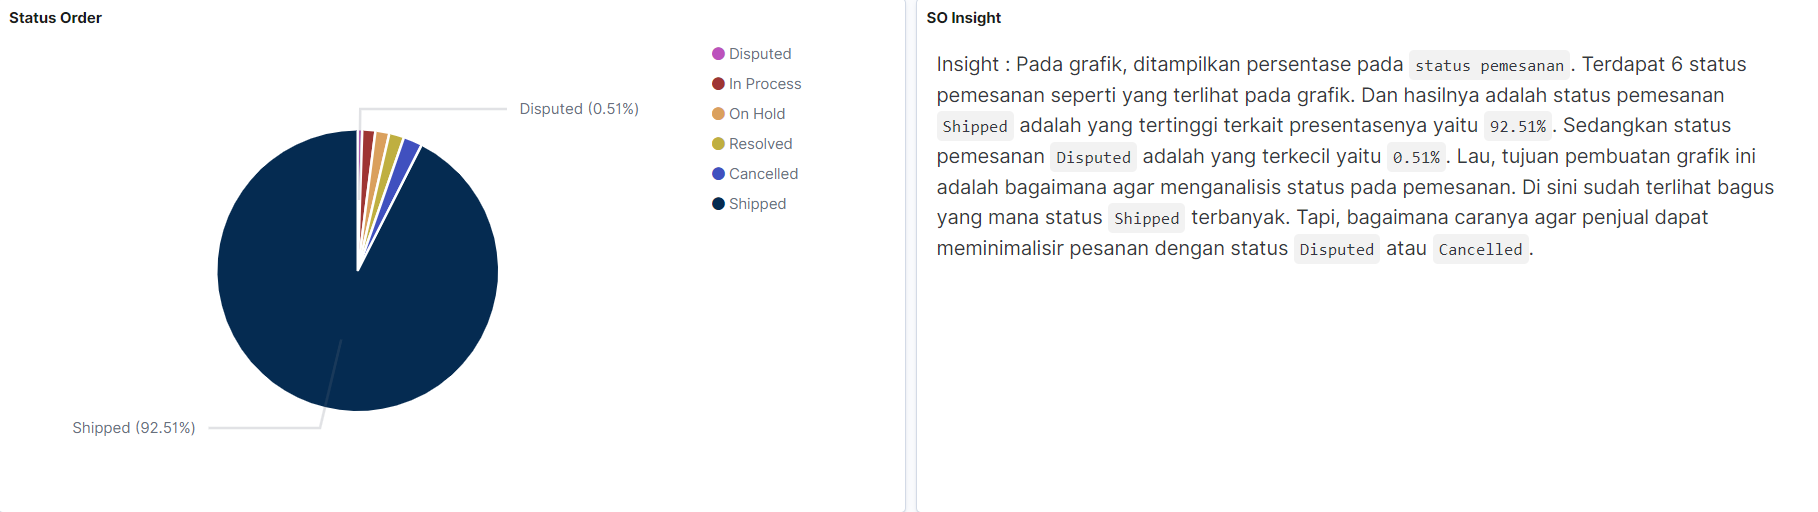 Status Order
Disputed
In Process
On Hold
Resolved
Cancelled
Shipped
Disputed (0.51%)
Shipped (92.51%)
SO Insight
Insight : Pada grafik, ditampilkan persentase pada status pemesanan. Terdapat 6 status
pemesanan seperti yang terlihat pada grafik. Dan hasilnya adalah status pemesanan
Shipped adalah yang tertinggi terkait presentasenya yaitu 92.51%. Sedangkan status
pemesanan Disputed adalah yang terkecil yaitu 0.51%. Lau, tujuan pembuatan grafik ini
adalah bagaimana agar menganalisis status pada pemesanan. Di sini sudah terlihat bagus
yang mana status Shipped terbanyak. Tapi, bagaimana caranya agar penjual dapat
meminimalisir pesanan dengan status Disputed atau Cancelled.